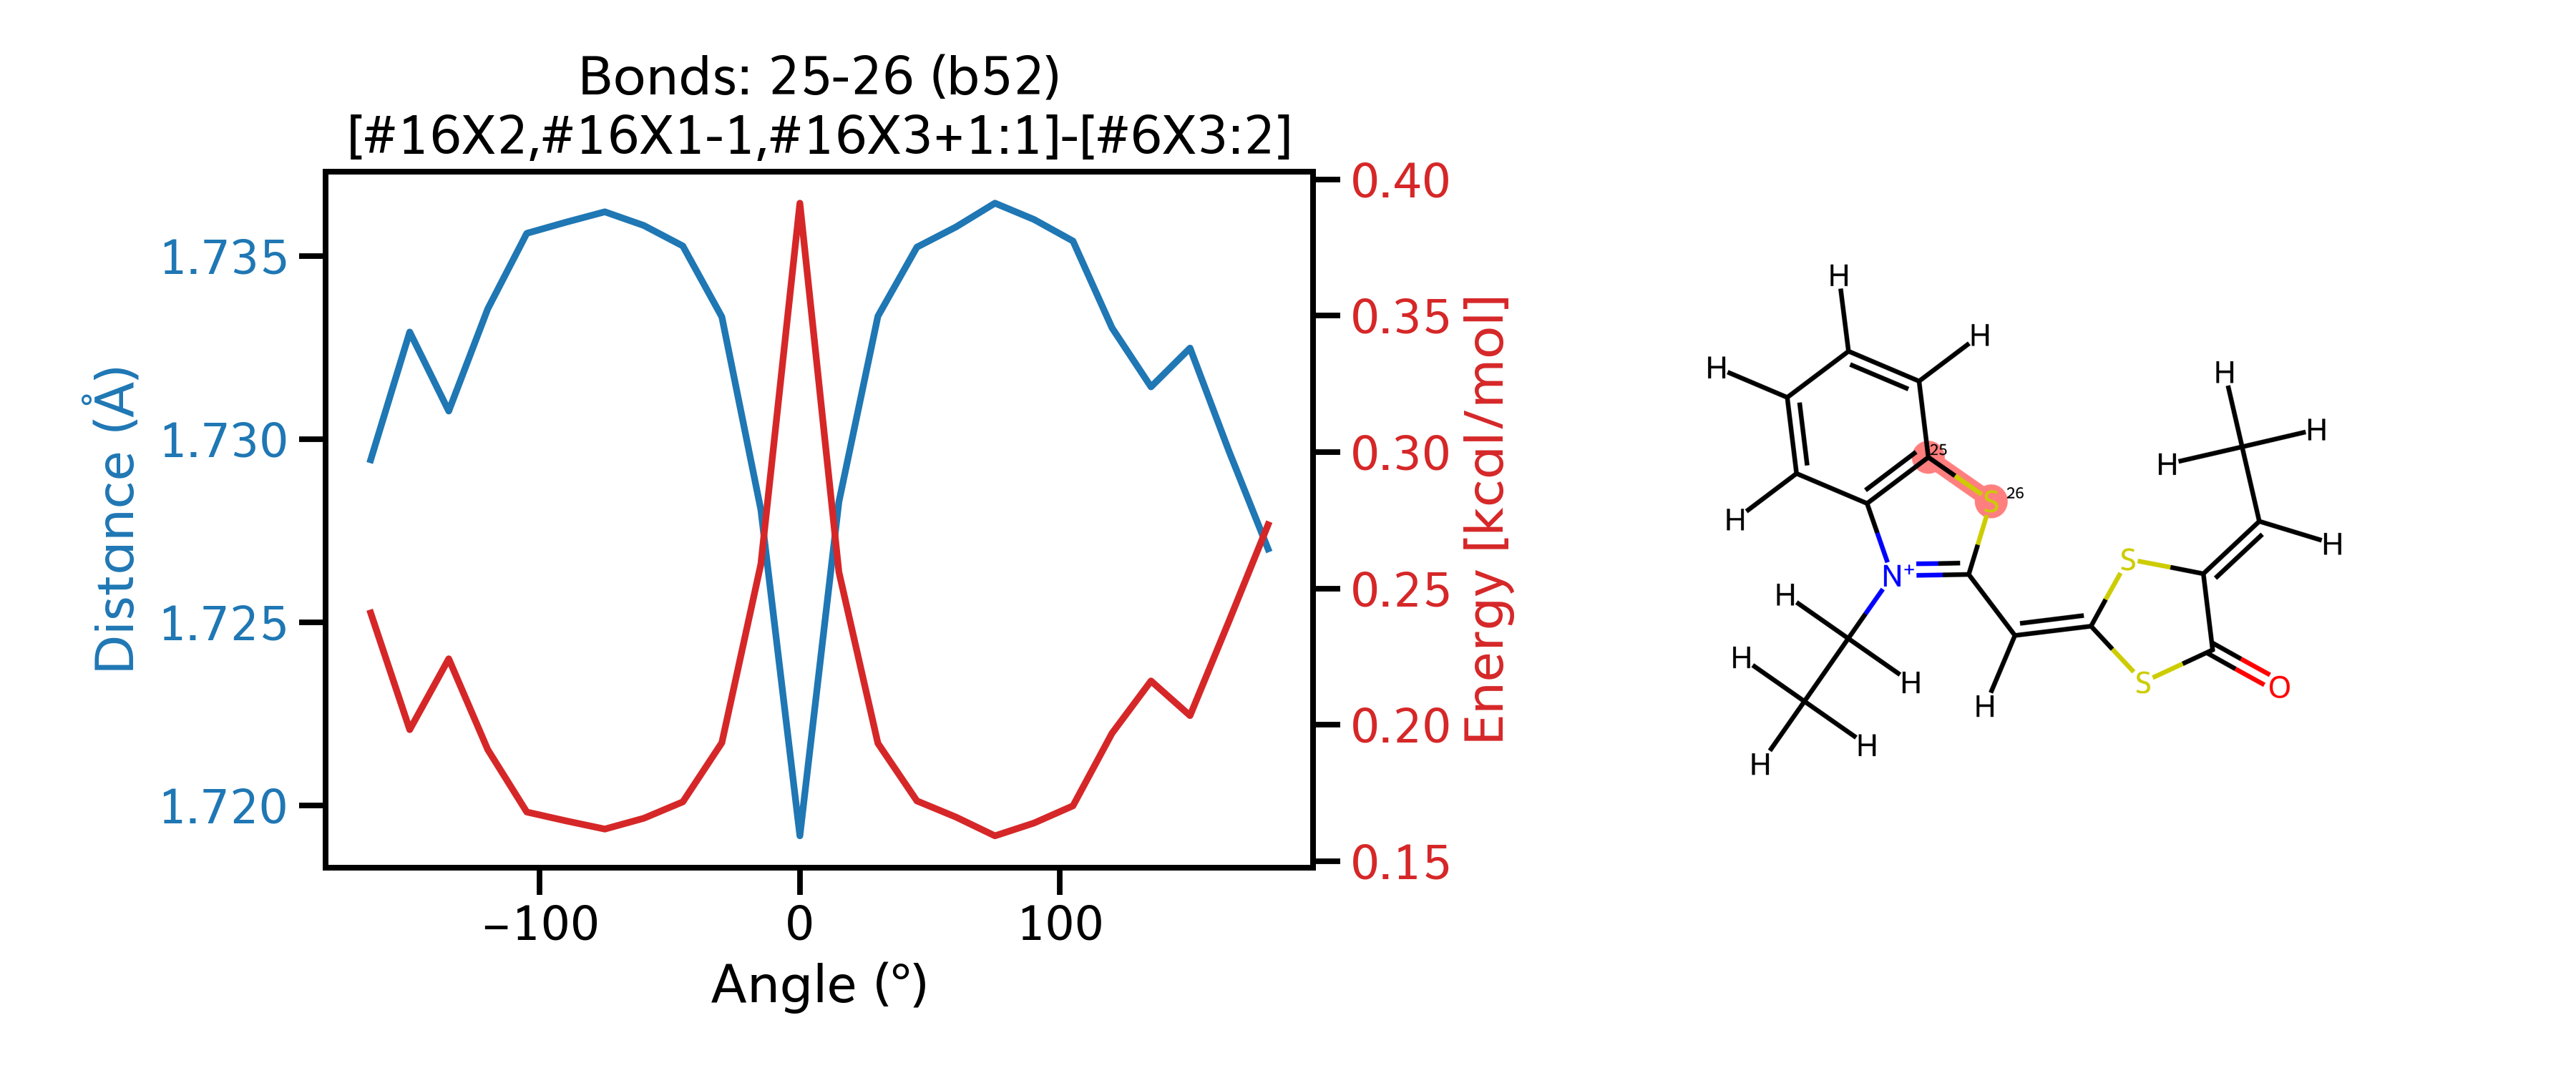 Bonds: 25-26 (b52)
[#16X2,#16X1-1,#16X3+1:1]-[#6X3:2]
Distance (Å)
1.735
1.730
1.725
1.720
0.40
0.35
0.30
0.25
0.20
0.15
Energy [kcal/mol]
−100
0
100
Angle (°)
H
H
H
H
H
H
H
25
S
26
H
H
S
N+
H
H
H
S
O
H
H
H
H